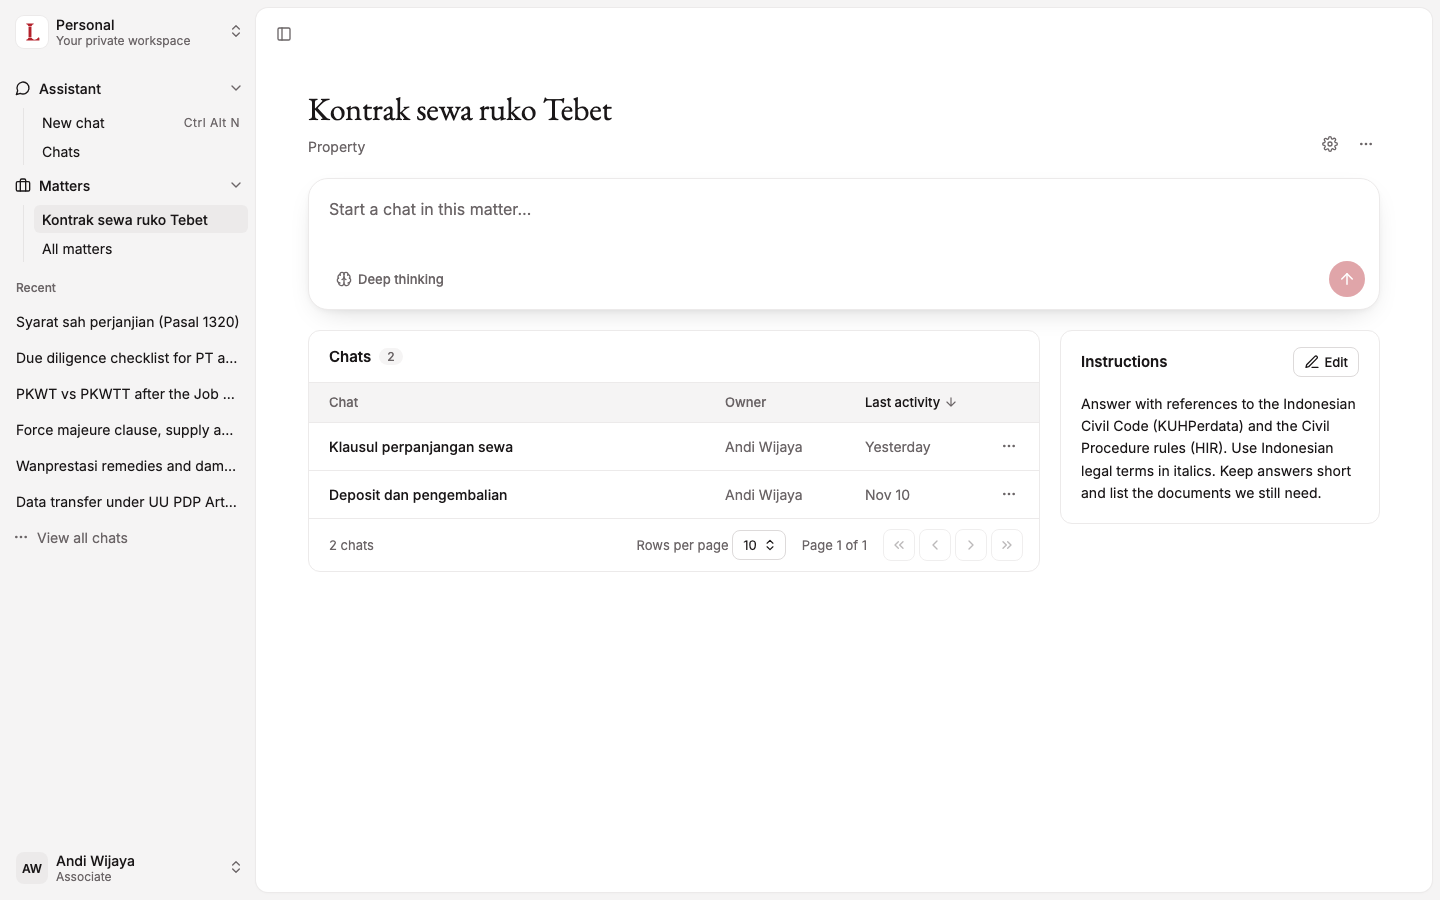 L
Personal
Your private workspace
Assistant
New chat
Ctrl Alt N
Chats
Matters
Kontrak sewa ruko Tebet
All matters
Recent
Syarat sah perjanjian (Pasal 1320)
Due diligence checklist for PT a...
PKWT vs PKWTT after the Job ...
Force majeure clause, supply a...
Wanprestasi remedies and dam...
Data transfer under UU PDP Art...
View all chats
AW
Andi Wijaya
Associate
Kontrak sewa ruko Tebet
Property
Start a chat in this matter...
Deep thinking
Chats 2
Chat Owner Last activity
Klausul perpanjangan sewa Andi Wijaya Yesterday
Deposit dan pengembalian Andi Wijaya Nov 10
2 chats Rows per page 10 Page 1 of 1
Instructions
Edit
Answer with references to the Indonesian
Civil Code (KUHPerdata) and the Civil
Procedure rules (HIR). Use Indonesian
legal terms in italics. Keep answers short
and list the documents we still need.